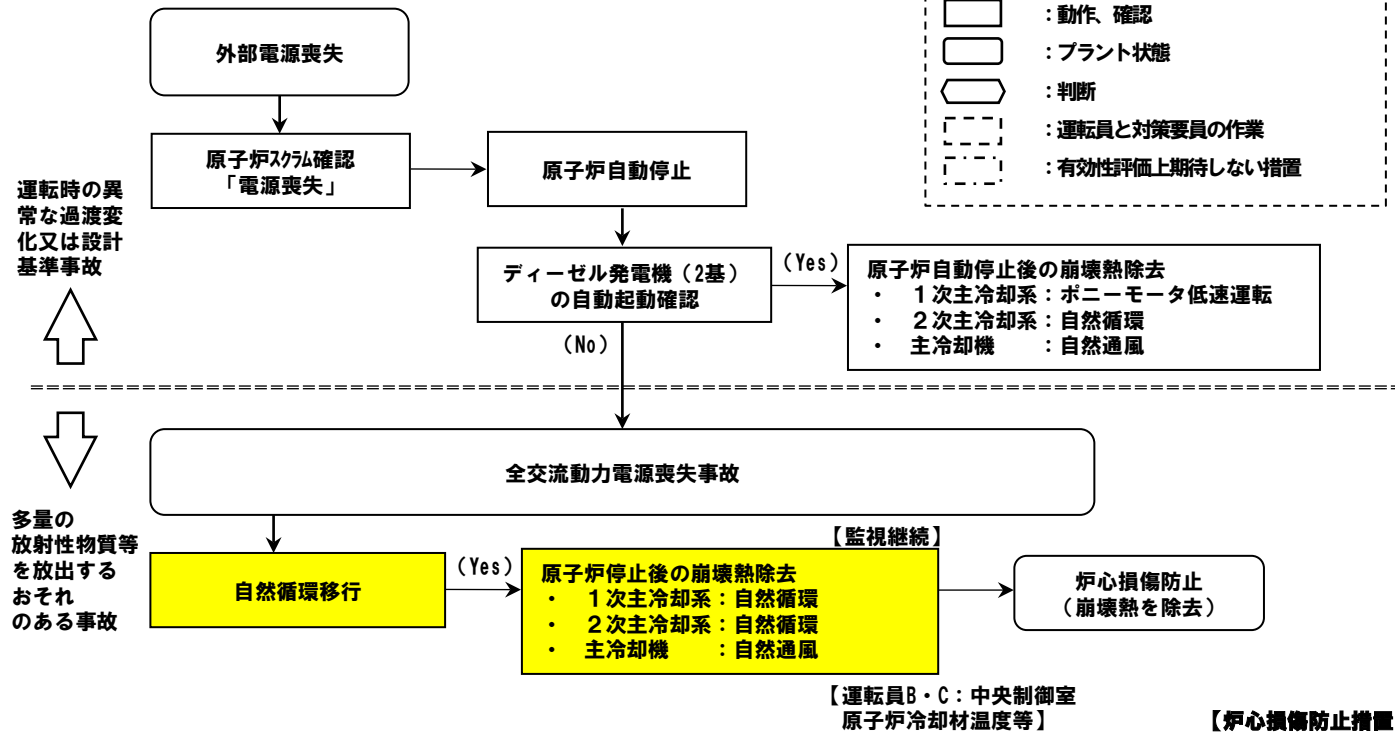 ：動作、確認
：プラント状態
：判断
：運転員と対策要員の作業
：有効性評価上期待しない措置
外部電源喪失
原子炉ｽｸﾗﾑ確認
「電源喪失」
原子炉自動停止
運転時の異
常な過渡変
化又は設計
基準事故
ディーゼル発電機（2基）
の自動起動確認
（Yes）
原子炉自動停止後の崩壊熱除去
・　１次主冷却系：ポニーモータ低速運転
・　２次主冷却系：自然循環
・　主冷却機　　：自然通風
（No）
全交流動力電源喪失事故
多量の
放射性物質等
を放出する
おそれ
のある事故
自然循環移行
（Yes）
【監視継続】
原子炉停止後の崩壊熱除去
・　１次主冷却系：自然循環
・　２次主冷却系：自然循環
・　主冷却機　　：自然通風
炉心損傷防止
（崩壊熱を除去）
【運転員B・C：中央制御室
原子炉冷却材温度等】
【炉心損傷防止措置